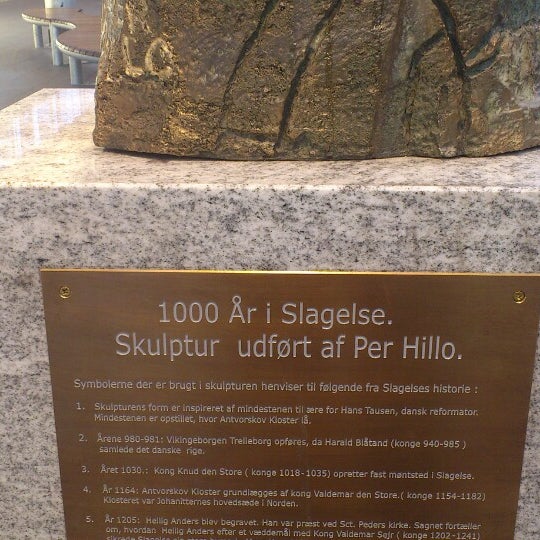 LG
1000 År i Slagelse.
Skulptur udført af Per Hillo.
Symbolerne der er brugt i skulpturen henviser til følgende fra Slagelses historie :
1. Skulpturens form er inspireret af mindestenen til ære for Hans Tausen, dansk reformator.
Mindestenen er opstillet, hvor Antvorskov Kloster lå.
2. Årene 980-981: Vikingeborgen Trelleborg opføres, da Harald Blåtand (konge 940-985 )
samlede det danske rige.
3. Året 1030.: Kong Knud den Store ( konge 1018-1035) opretter fast møntsted i Slagelse.
4. År 1164: Antvorskov Kloster grundlægges af kong Valdemar den Store.( konge 1154-1182)
Klosteret var Johanitternes hovedsæde i Norden.
5. År 1205: Hellig Anders blev begravet. Han var præst ved Sct. Peders kirke. Sagnet fortæller
om, hvordan Hellig Anders efter et væddemål med Kong Valdemar Sejr ( konge 1202-1241)